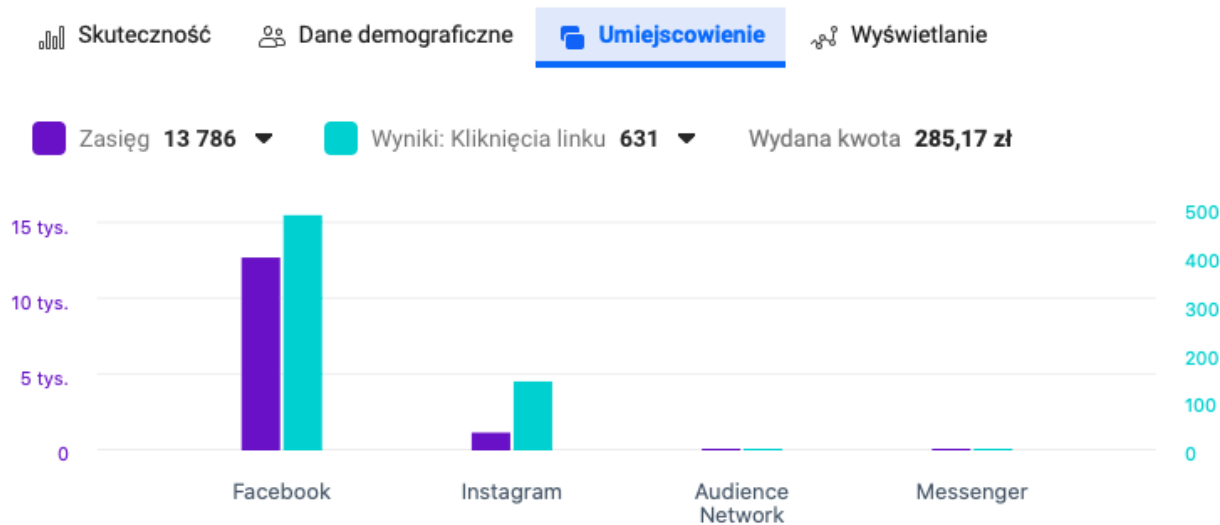 Skuteczność Dane demograficzne Umiejscowienie Wyświetlanie
Zasięg 13 786 Wyniki: Kliknięcia linku 631 Wydana kwota 285,17 zł
15 tys. 500
400
10 tys. 300
5 tys. 200
100
0 0
Facebook Instagram Audience Network Messenger